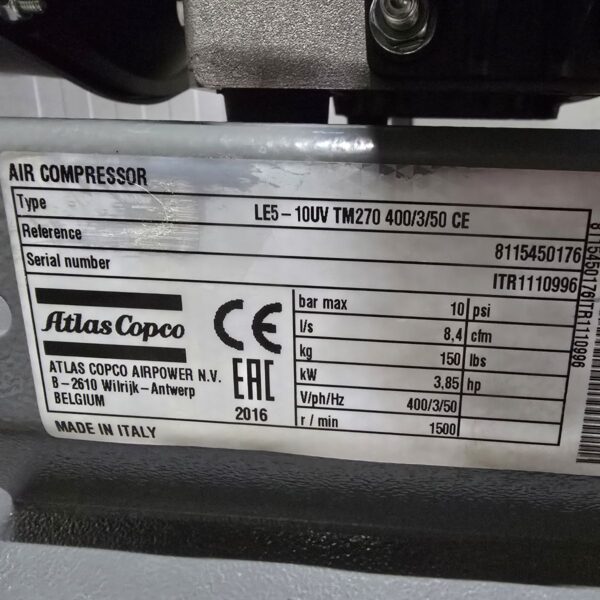 AIR COMPRESSOR
Type LE5-10UV TM270 400/3/50 CE
Reference 8115450176
Serial number ITR1110996
Atlas Copco
ATLAS COPCO AIRPOWER N.V.
B-2610 Wilrijk-Antwerp
BELGIUM
MADE IN ITALY
CE
EAC
2016
bar max 10 psi
l/s 8,4 cfm
kg 150 lbs
kW 3,85 hp
V/ph/Hz 400/3/50
r / min 1500
8115450176ITR1110996